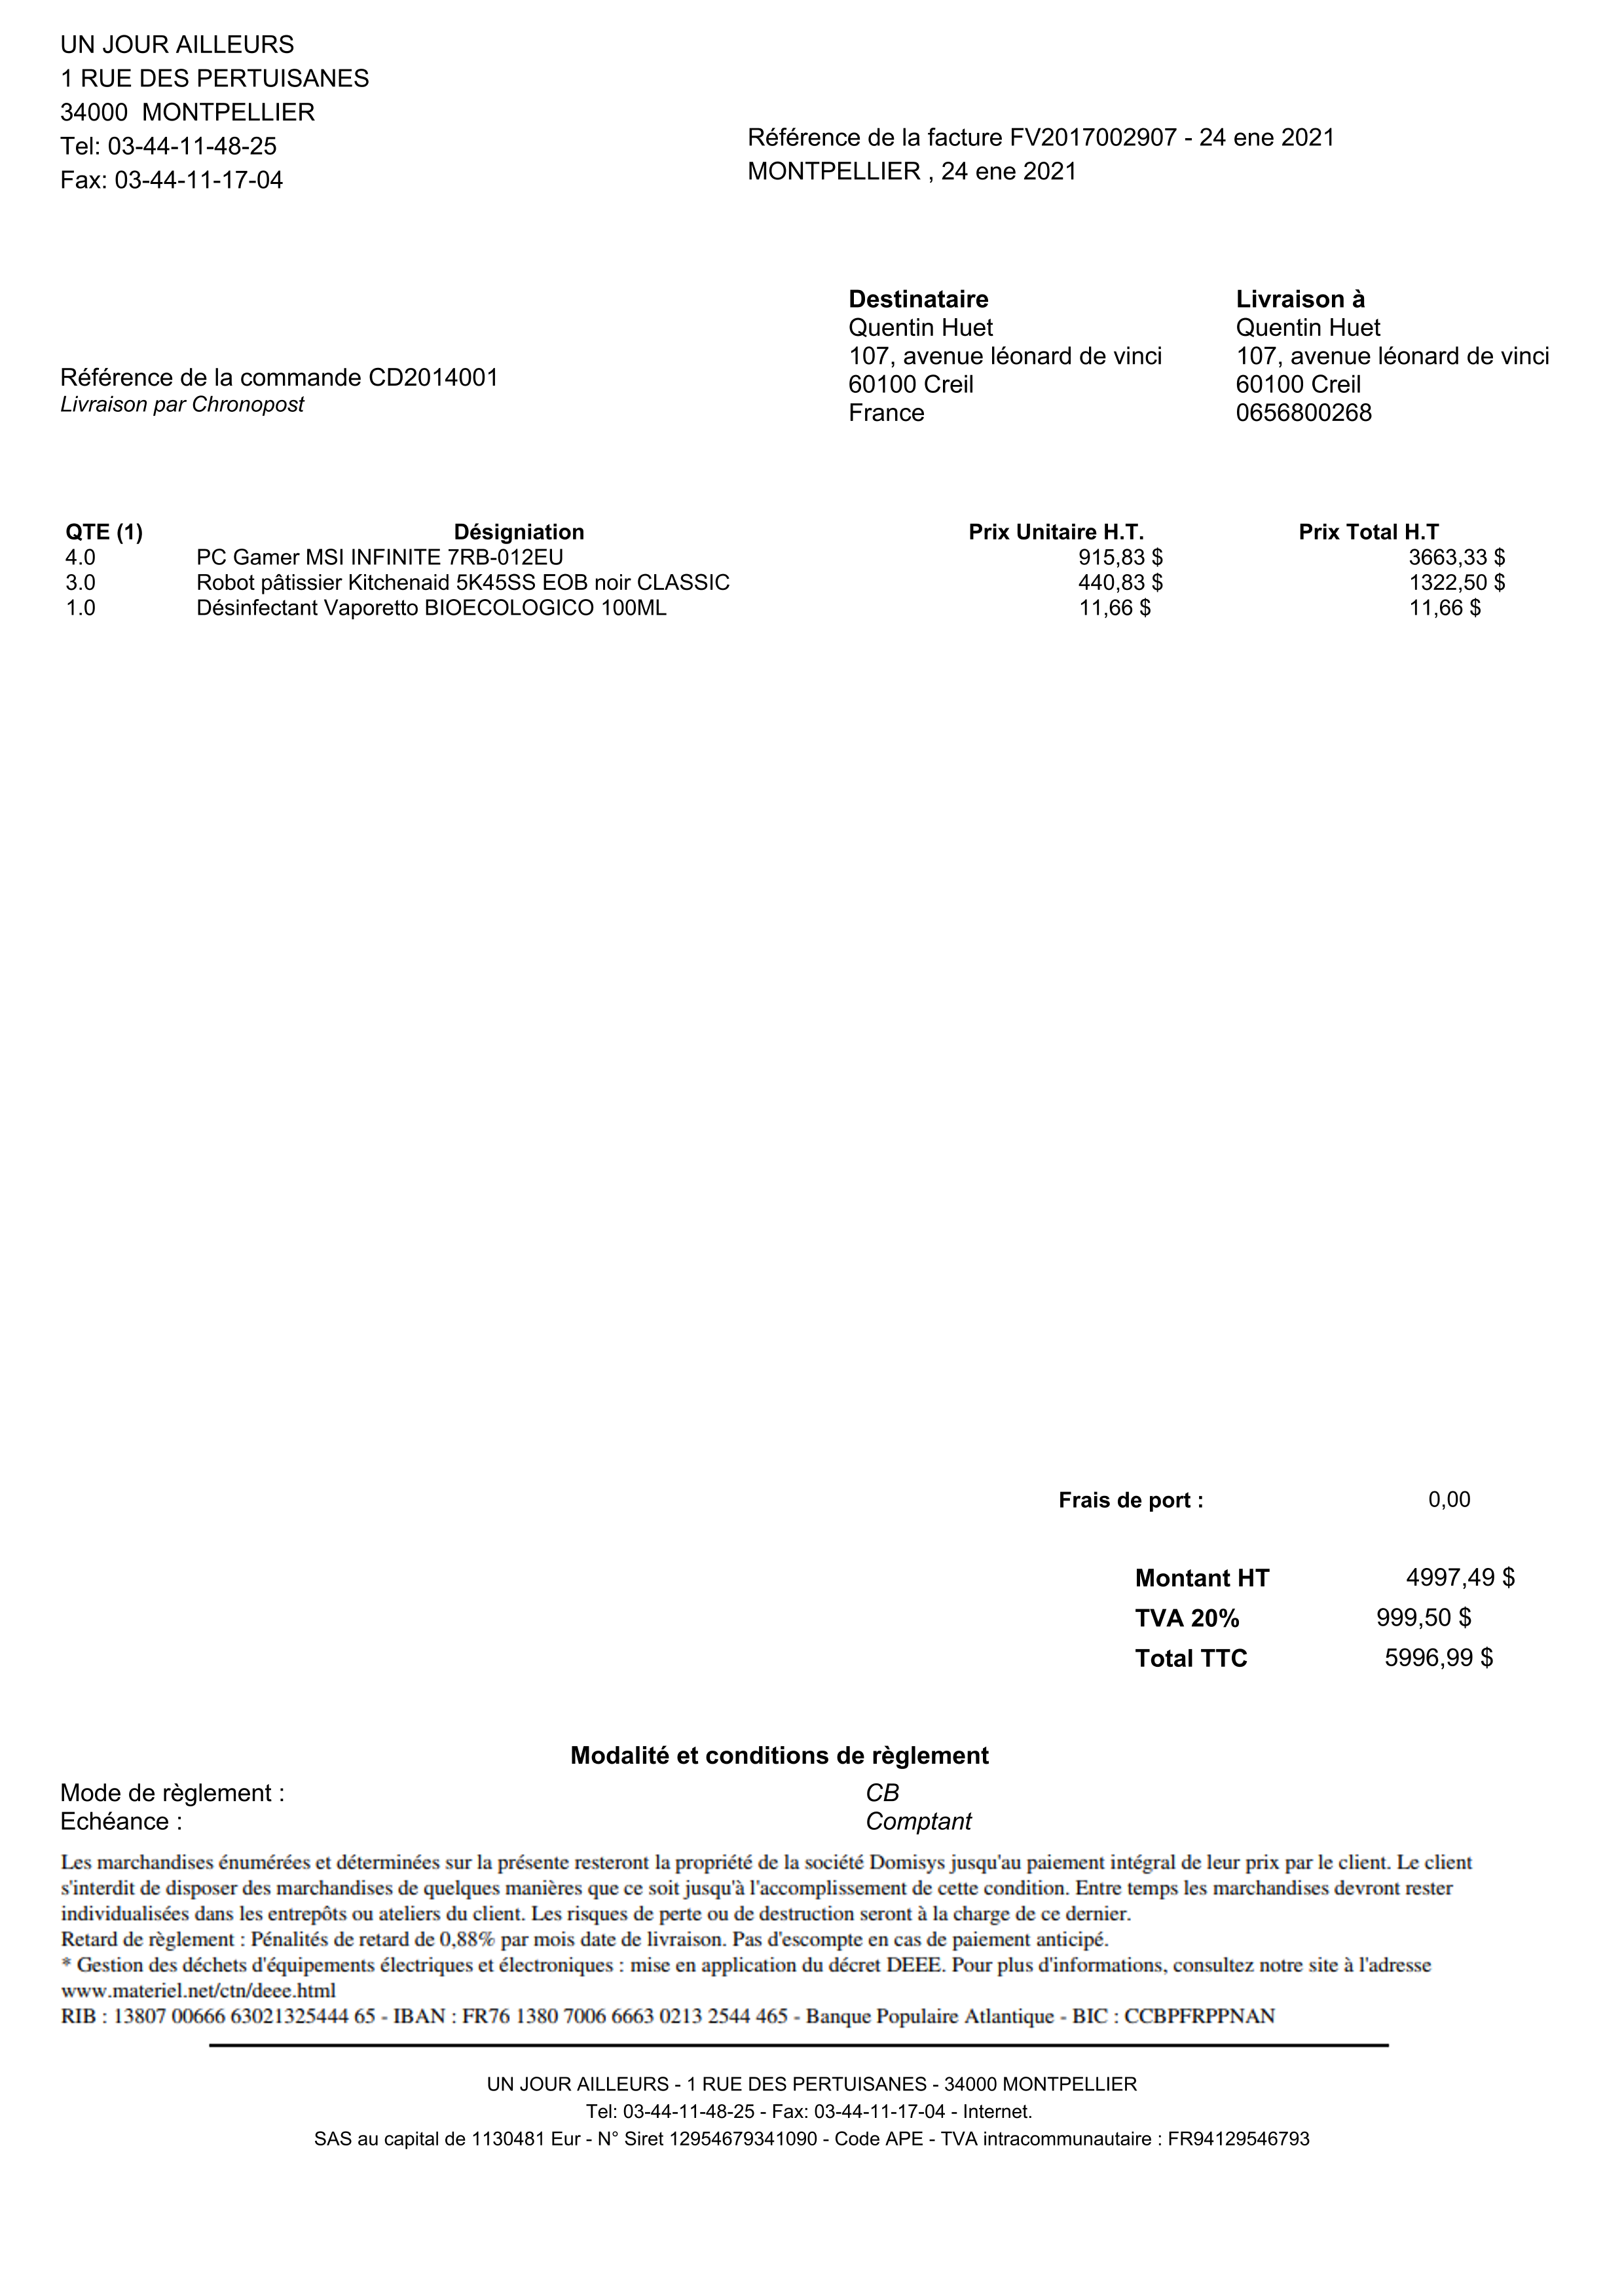 UN JOUR AILLEURS
1 RUE DES PERTUISANES
34000  MONTPELLIER
Tel: 03-44-11-48-25
Fax: 03-44-11-17-04
Référence de la facture FV2017002907 - 24 ene 2021
MONTPELLIER , 24 ene 2021
Référence de la commande CD2014001
Livraison par Chronopost
Destinataire
Quentin Huet
107, avenue léonard de vinci
60100 Creil
France
Livraison à
Quentin Huet
107, avenue léonard de vinci
60100 Creil
0656800268
QTE (1) Désigniation Prix Unitaire H.T. Prix Total H.T
4.0 PC Gamer MSI INFINITE 7RB-012EU 915,83 $ 3663,33 $
3.0 Robot pâtissier Kitchenaid 5K45SS EOB noir CLASSIC 440,83 $ 1322,50 $
1.0 Désinfectant Vaporetto BIOECOLOGICO 100ML 11,66 $ 11,66 $
Frais de port : 0,00
Montant HT 4997,49 $
TVA 20% 999,50 $
Total TTC 5996,99 $
Modalité et conditions de règlement
Mode de règlement : CB
Echéance : Comptant
Les marchandises énumérées et déterminées sur la présente resteront la propriété de la société Domisys jusqu'au paiement intégral de leur prix par le client. Le client
s'interdit de disposer des marchandises de quelques manières que ce soit jusqu'à l'accomplissement de cette condition. Entre temps les marchandises devront rester
individualisées dans les entrepôts ou ateliers du client. Les risques de perte ou de destruction seront à la charge de ce dernier.
Retard de règlement : Pénalités de retard de 0,88% par mois date de livraison. Pas d'escompte en cas de paiement anticipé.
* Gestion des déchets d'équipements électriques et électroniques : mise en application du décret DEEE. Pour plus d'informations, consultez notre site à l'adresse
www.materiel.net/ctn/deee.html
RIB : 13807 00666 63021325444 65 - IBAN : FR76 1380 7006 6663 0213 2544 465 - Banque Populaire Atlantique - BIC : CCBPFRPPNAN
UN JOUR AILLEURS - 1 RUE DES PERTUISANES - 34000 MONTPELLIER
Tel: 03-44-11-48-25 - Fax: 03-44-11-17-04 - Internet.
SAS au capital de 1130481 Eur - N° Siret 12954679341090 - Code APE - TVA intracommunautaire : FR94129546793